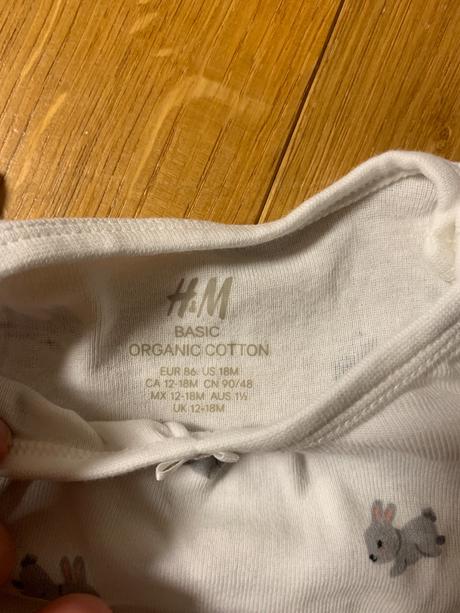 H&M
BASIC
ORGANIC COTTON
EUR 86 US 18M
CA 12-18M CN 90/48
MX 12-18M AUS 1½
UK 12-18M